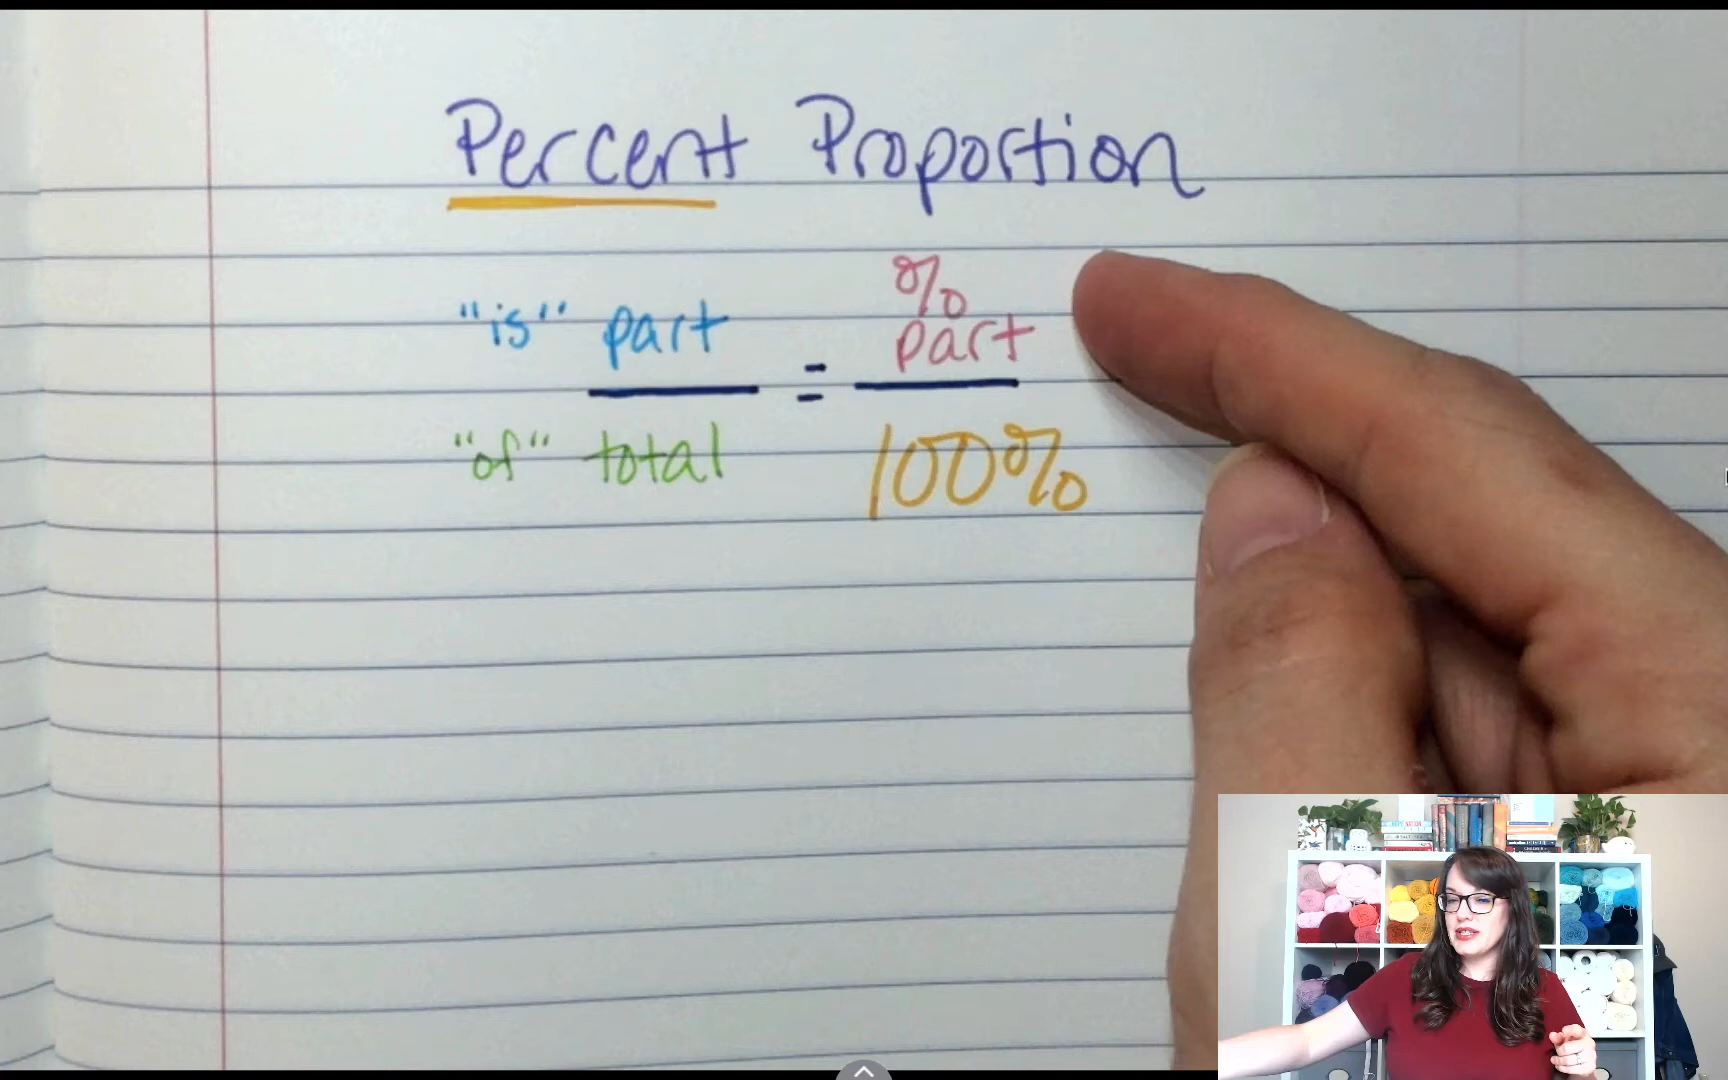 Percent Proportion
"is" part = % part
"of" total 100%